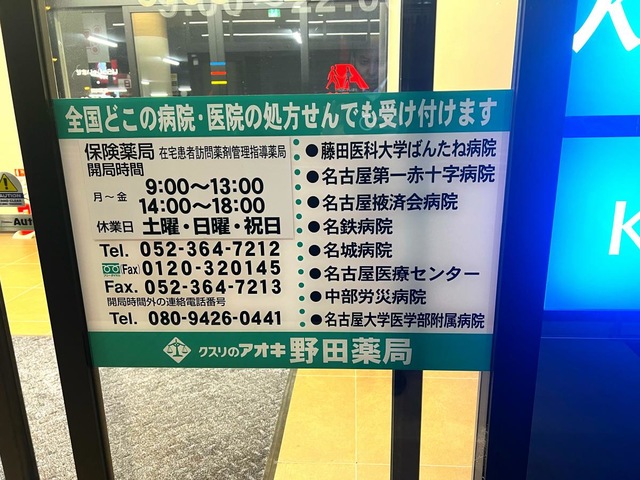 9:00〜22:00
全国どこの病院・医院の処方せんでも受け付けます
保険薬局 在宅患者訪問薬剤管理指導薬局
開局時間
月〜金
9:00〜13:00
14:00〜18:00
休業日 土曜・日曜・祝日
Tel. 052-364-7212
(Fax) 0120-320145
Fax. 052-364-7213
開局時間外の連絡電話番号
Tel. 080-9426-0441
●藤田医科大学ばんたね病院
●名古屋第一赤十字病院
●名古屋掖済会病院
●名鉄病院
●名城病院
●名古屋医療センター
●中部労災病院
●名古屋大学医学部附属病院
クスリのアオキ 野田薬局
CAUTION
Aut
K